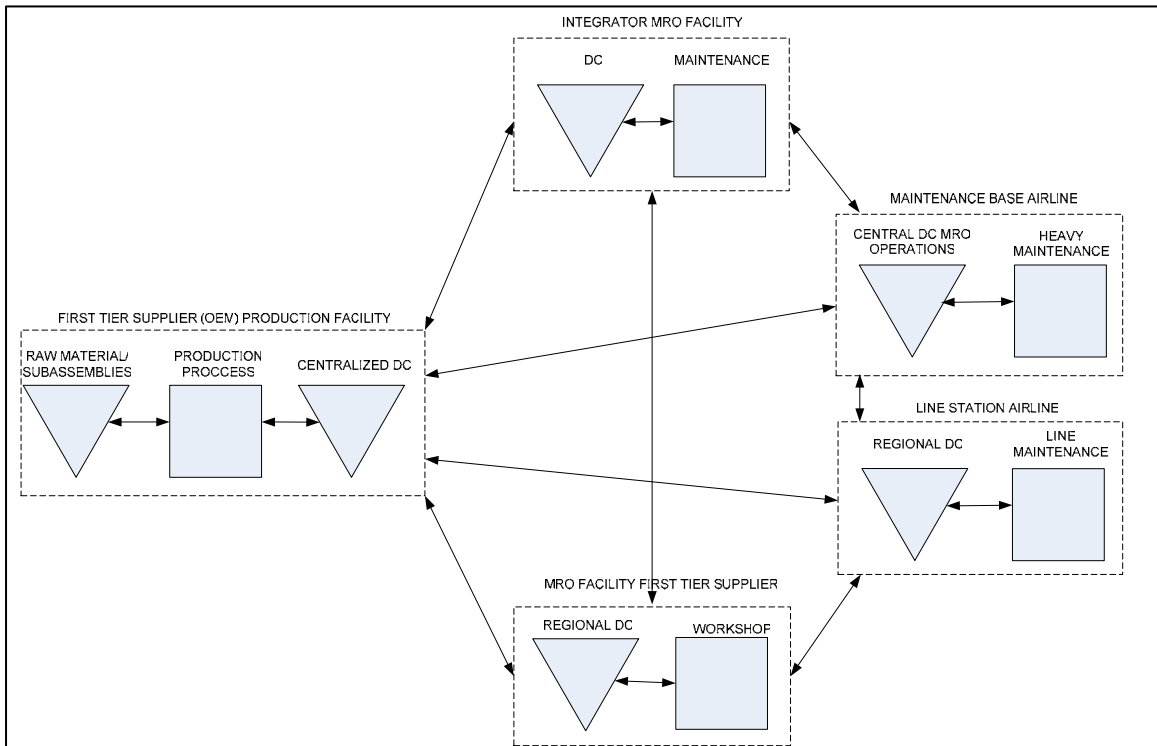 INTEGRATOR MRO FACILITY
DC
MAINTENANCE
MAINTENANCE BASE AIRLINE
CENTRAL DC MRO
OPERATIONS
HEAVY
MAINTENANCE
FIRST TIER SUPPLIER (OEM) PRODUCTION FACILITY
RAW MATERIAL/
SUBASSEMBLIES
PRODUCTION
PROCCESS
CENTRALIZED DC
LINE STATION AIRLINE
REGIONAL DC
LINE
MAINTENANCE
MRO FACILITY FIRST TIER SUPPLIER
REGIONAL DC
WORKSHOP